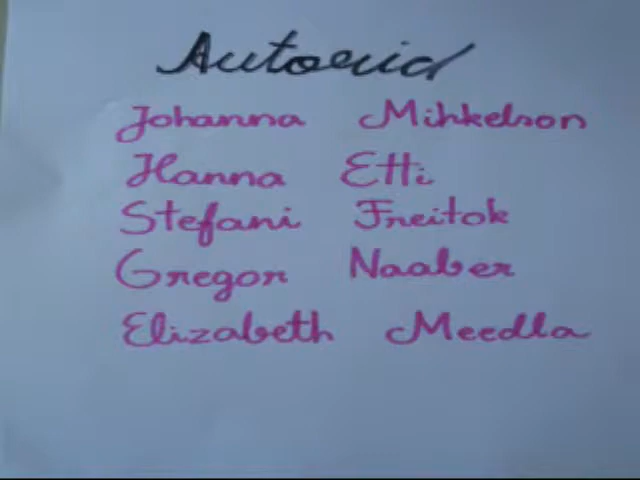 Autorid
Johanna Mihkelson
Hanna Etti
Stefani Freitok
Gregor Naaber
Elizabeth Meedla